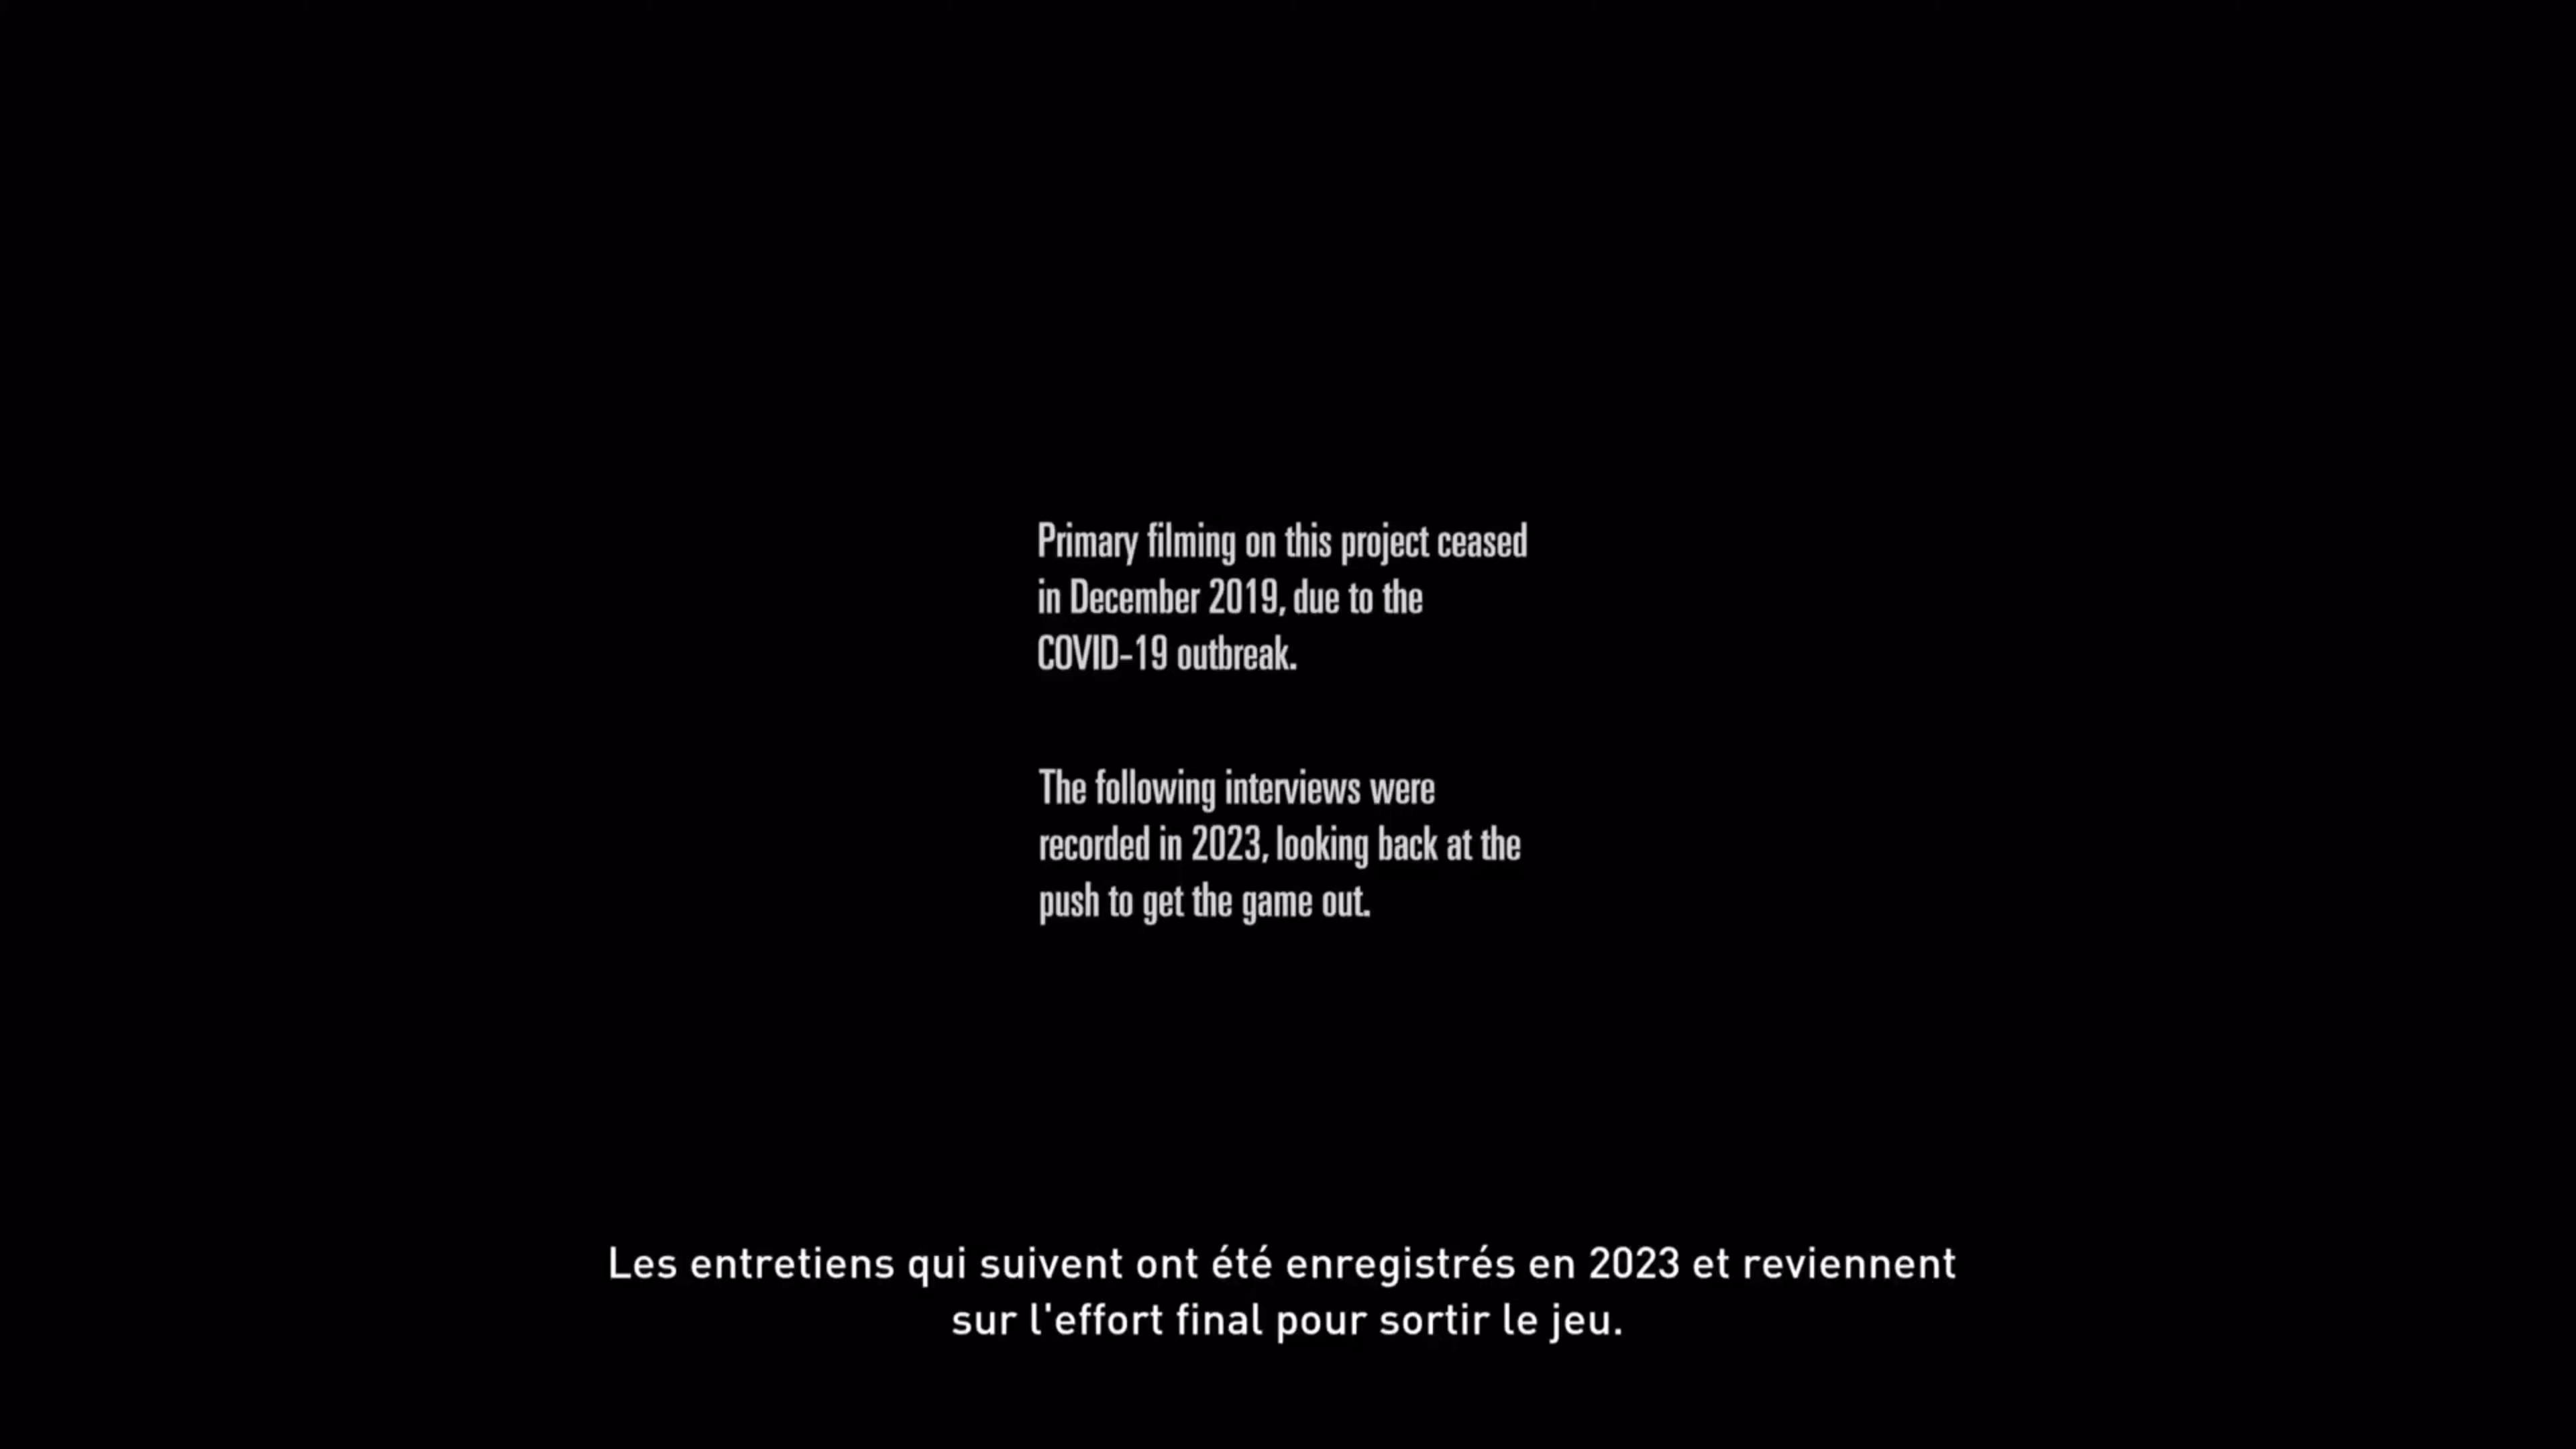 Primary filming on this project ceased
in December 2019, due to the
COVID-19 outbreak.
The following interviews were
recorded in 2023, looking back at the
push to get the game out.
Les entretiens qui suivent ont été enregistrés en 2023 et reviennent
sur l'effort final pour sortir le jeu.